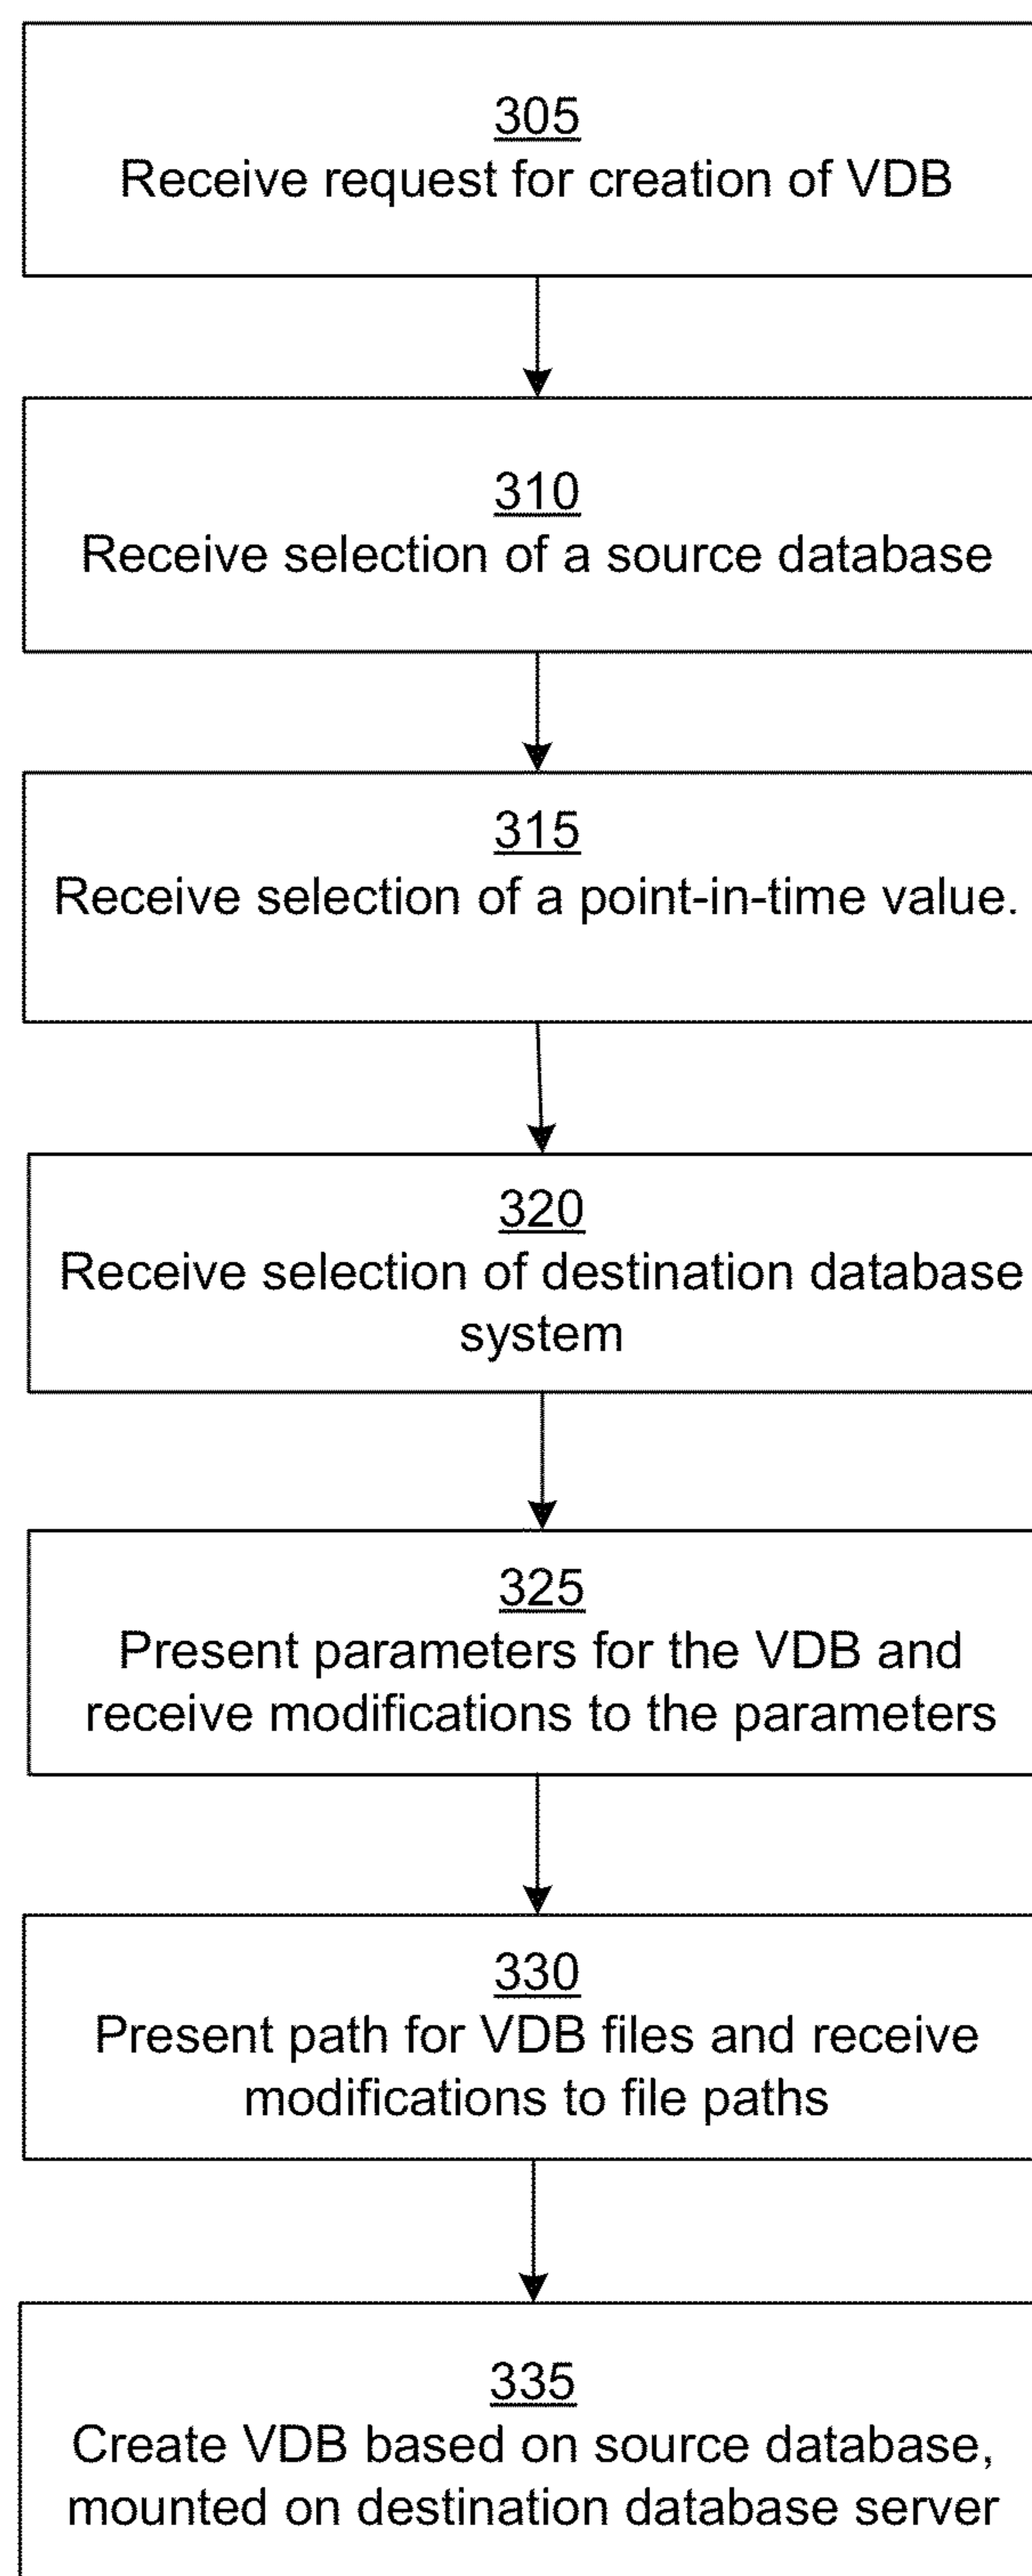 305
Receive request for creation of VDB
310
Receive selection of a source database
315
Receive selection of a point-in-time value.
320
Receive selection of destination database
system
325
Present parameters for the VDB and
receive modifications to the parameters
330
Present path for VDB files and receive
modifications to file paths
335
Create VDB based on source database,
mounted on destination database server